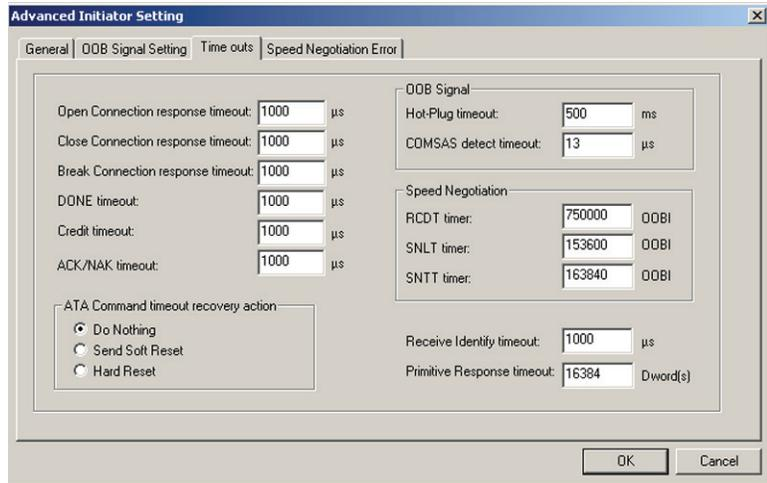 Advanced Initiator Setting
General
OOB Signal Setting
Time outs
Speed Negotiation Error
Open Connection response timeout: 1000 µs
Close Connection response timeout: 1000 µs
Break Connection response timeout: 1000 µs
DONE timeout: 1000 µs
Credit timeout: 1000 µs
ACK/NAK timeout: 1000 µs
ATA Command timeout recovery action
Do Nothing
Send Soft Reset
Hard Reset
OOB Signal
Hot-Plug timeout: 500 ms
COMSAS detect timeout: 13 µs
Speed Negotiation
RCDT timer: 750000 OOBI
SNLT timer: 153600 OOBI
SNTT timer: 163840 OOBI
Receive Identify timeout: 1000 µs
Primitive Response timeout: 16384 Dword(s)
OK
Cancel